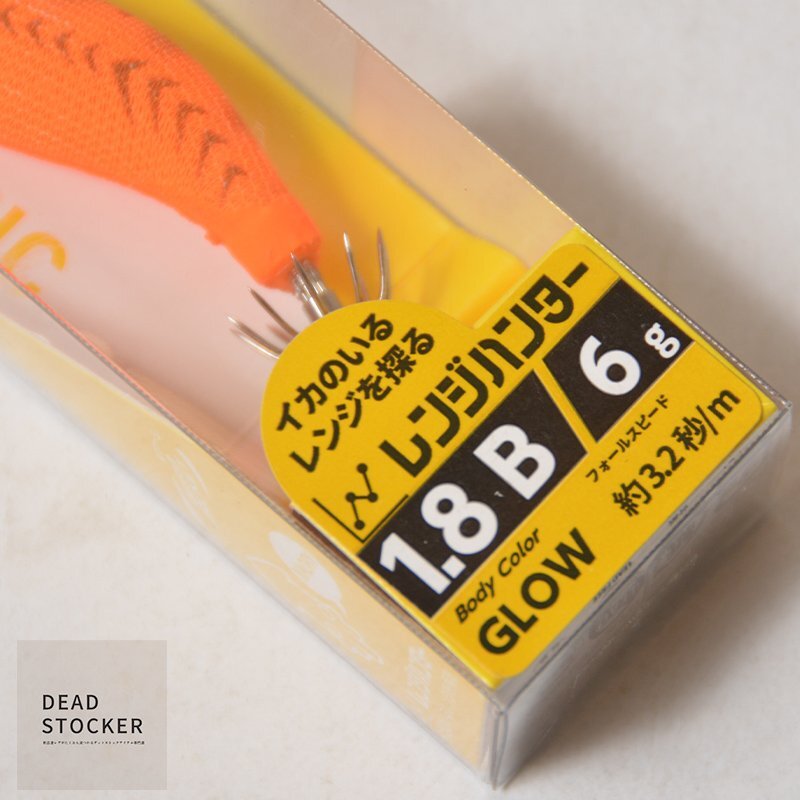 イカのいる
レンジを探る
レンジハンター
1.8 B / 6 g
Body Color
GLOW
フォールスピード
約3.2秒/m
DEAD
STOCKER